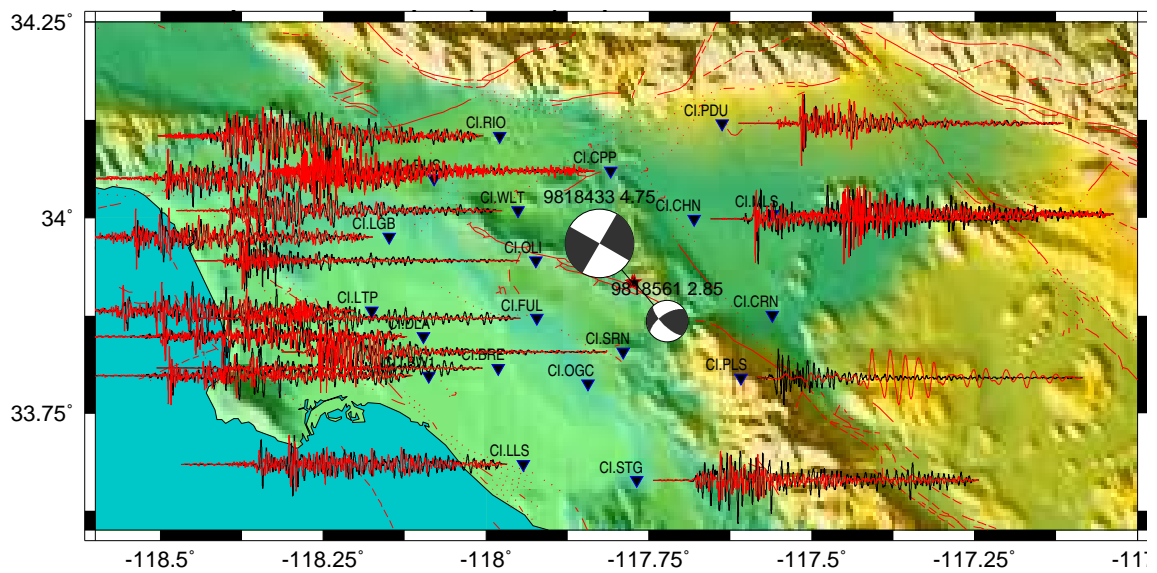 34.25°
CI.PDU
CI.RIO
CI.CPP
CI.WLT
9818433 4.75
CI.CHN
34°
CI.LGB
CI.OLI
9818561 2.85
CI.LTP
CI.FUL
CI.CRN
CI.DLA
CI.SRN
CI.BRE
CI.OGC
CI.PLS
33.75°
CI.LLS
CI.STG
-118.5° -118.25° -118° -117.75° -117.5° -117.25°